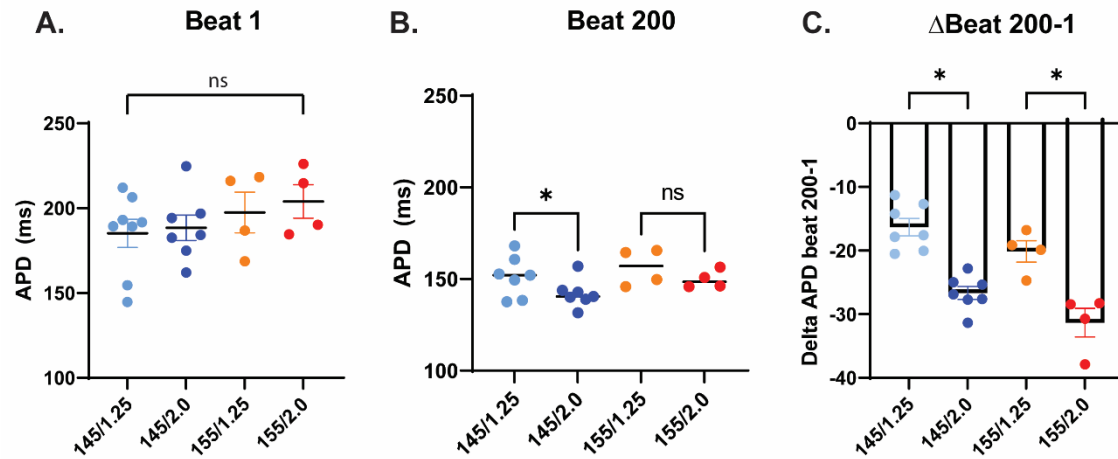 A.
Beat 1
ns
APD (ms)
250
200
150
100
145/1.25
145/2.0
155/1.25
155/2.0
B.
Beat 200
*
ns
APD (ms)
250
200
150
100
145/1.25
145/2.0
155/1.25
155/2.0
C.
ΔBeat 200-1
*
*
Delta APD beat 200-1
0
-10
-20
-30
-40
145/1.25
145/2.0
155/1.25
155/2.0